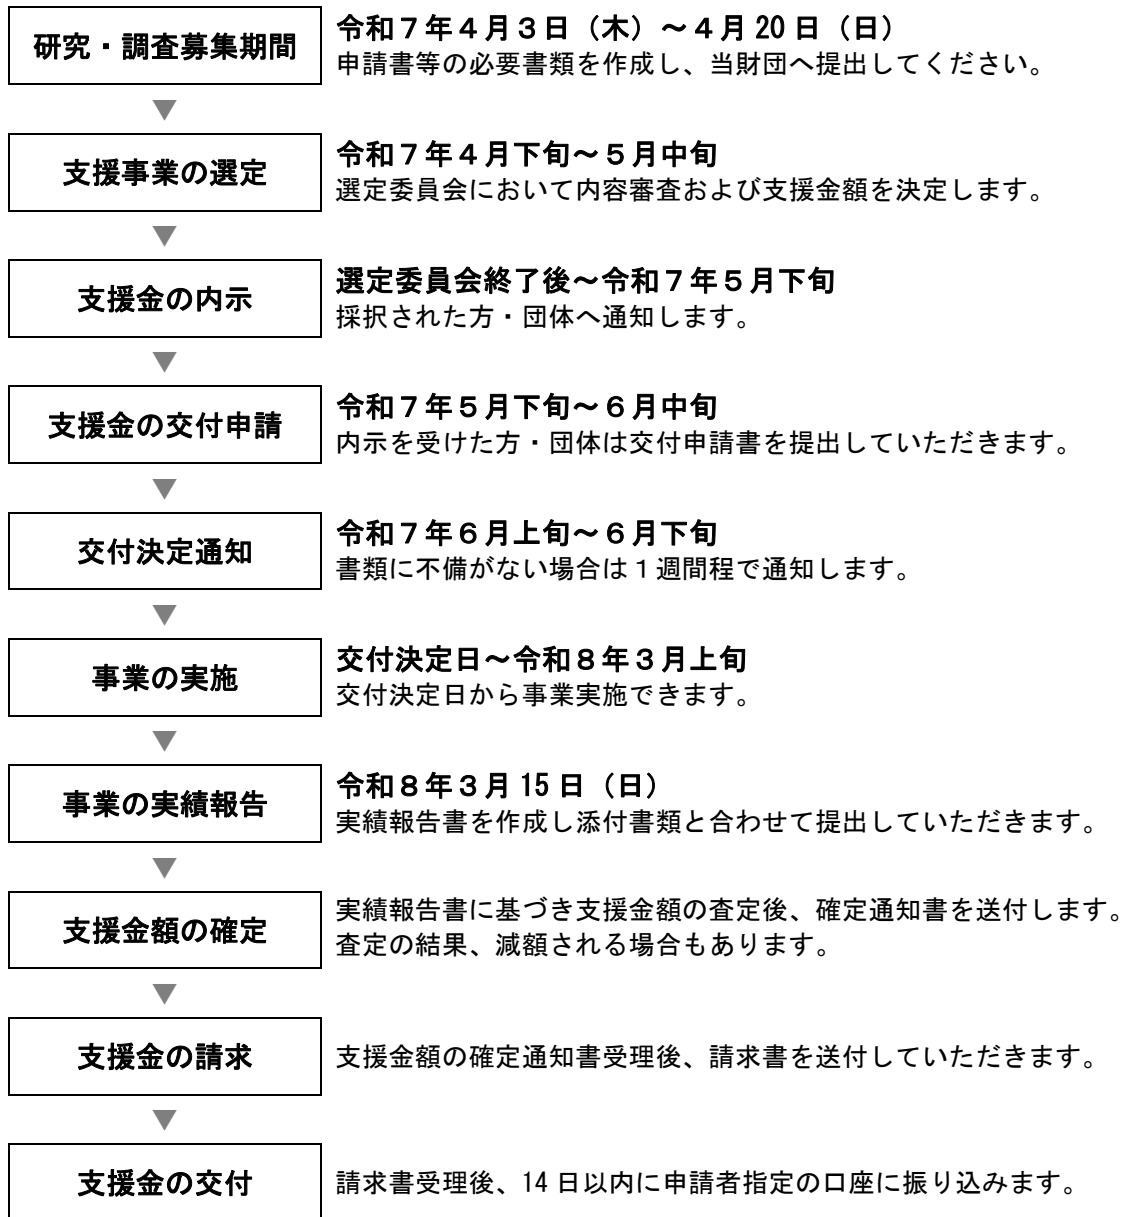 研究・調査募集期間
令和７年４月３日（木）～４月20日（日）
申請書等の必要書類を作成し、当財団へ提出してください。
支援事業の選定
令和７年４月下旬～５月中旬
選定委員会において内容審査および支援金額を決定します。
支援金の内示
選定委員会終了後～令和７年５月下旬
採択された方・団体へ通知します。
支援金の交付申請
令和７年５月下旬～６月中旬
内示を受けた方・団体は交付申請書を提出していただきます。
交付決定通知
令和７年６月上旬～６月下旬
書類に不備がない場合は１週間程で通知します。
事業の実施
交付決定日～令和８年３月上旬
交付決定日から事業実施できます。
事業の実績報告
令和８年３月15日（日）
実績報告書を作成し添付書類と合わせて提出していただきます。
支援金額の確定
実績報告書に基づき支援金額の査定後、確定通知書を送付します。
査定の結果、減額される場合もあります。
支援金の請求
支援金額の確定通知書受理後、請求書を送付していただきます。
支援金の交付
請求書受理後、14日以内に申請者指定の口座に振り込みます。